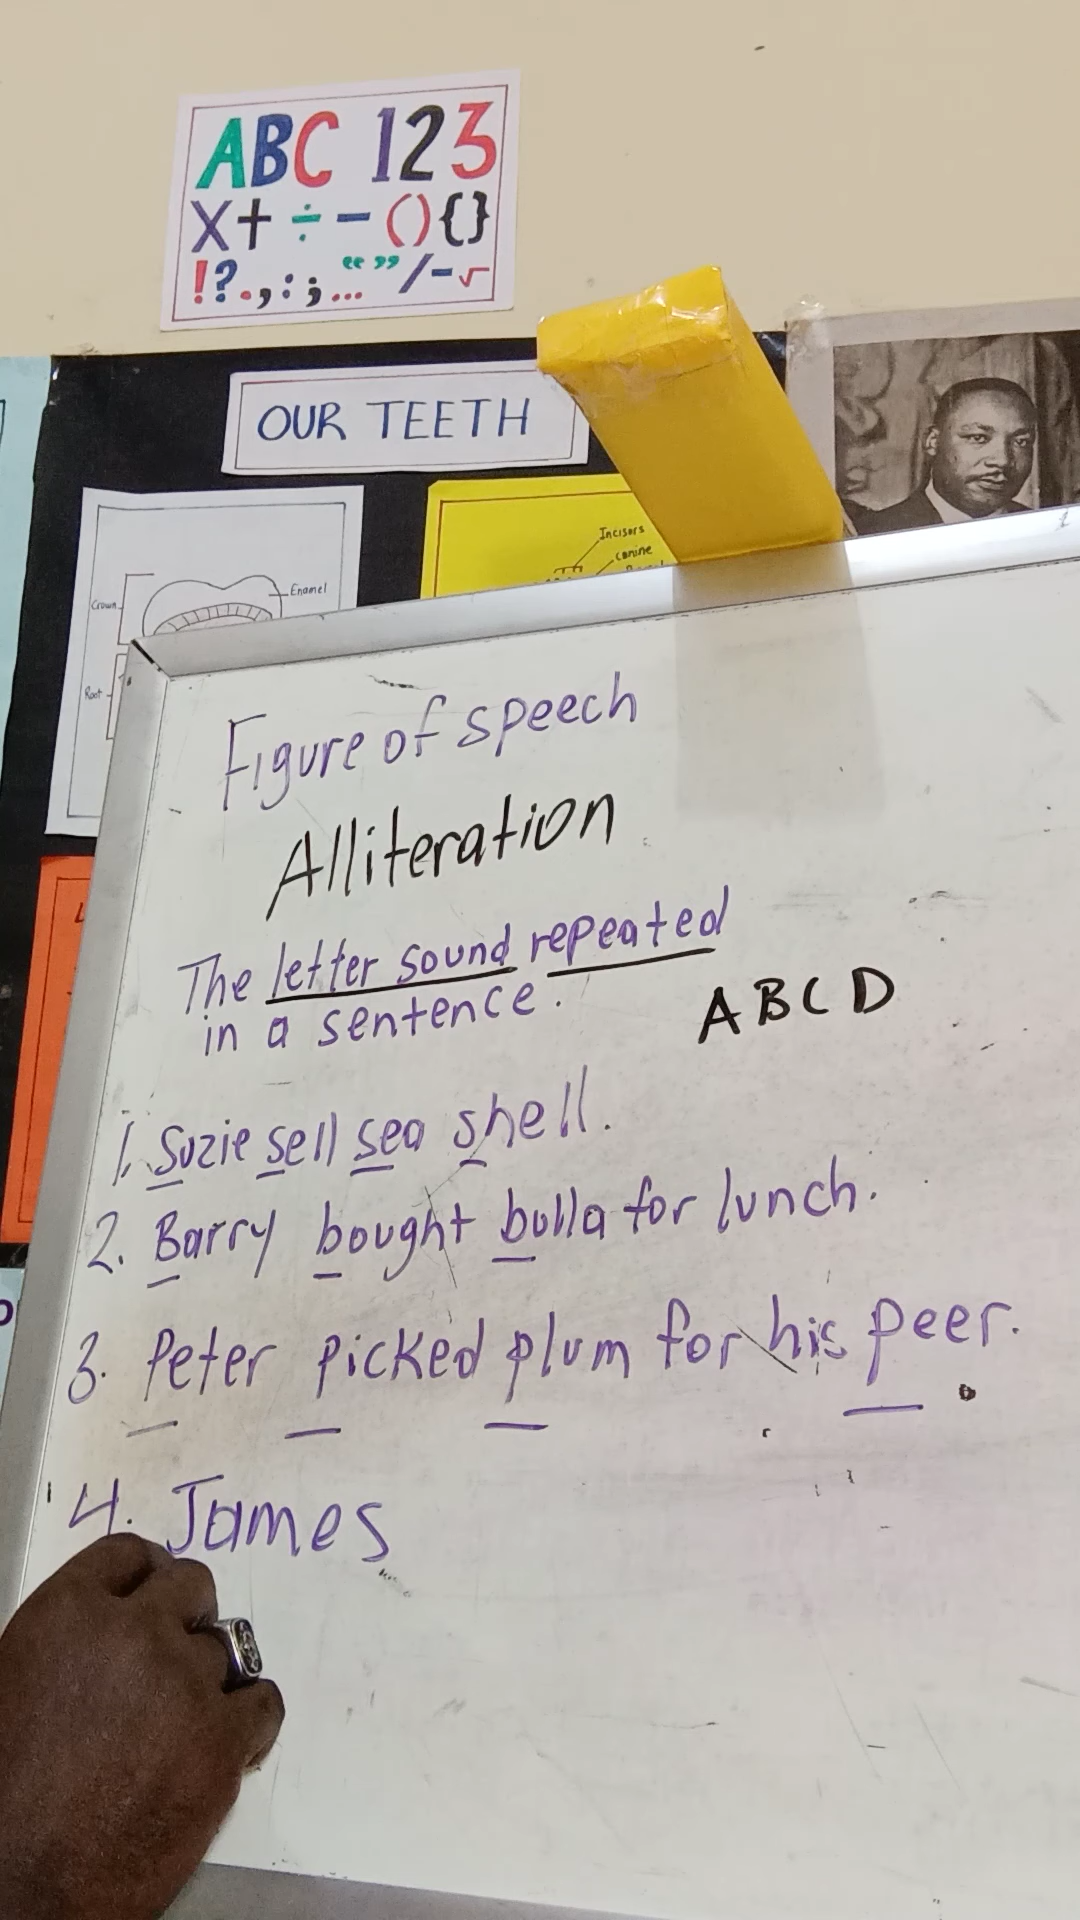 ABC 123
X + ÷ - () {}
! ? . , : ; ... “ ” / - √
OUR TEETH
Incisors
canine
Crown
Enamel
Root
Figure of speech
Alliteration
The letter sound repeated
in a sentence.
A B C D
1. Suzie sell sea shell.
2. Barry bought bulla for lunch.
3. Peter picked plum for his peer.
4. James